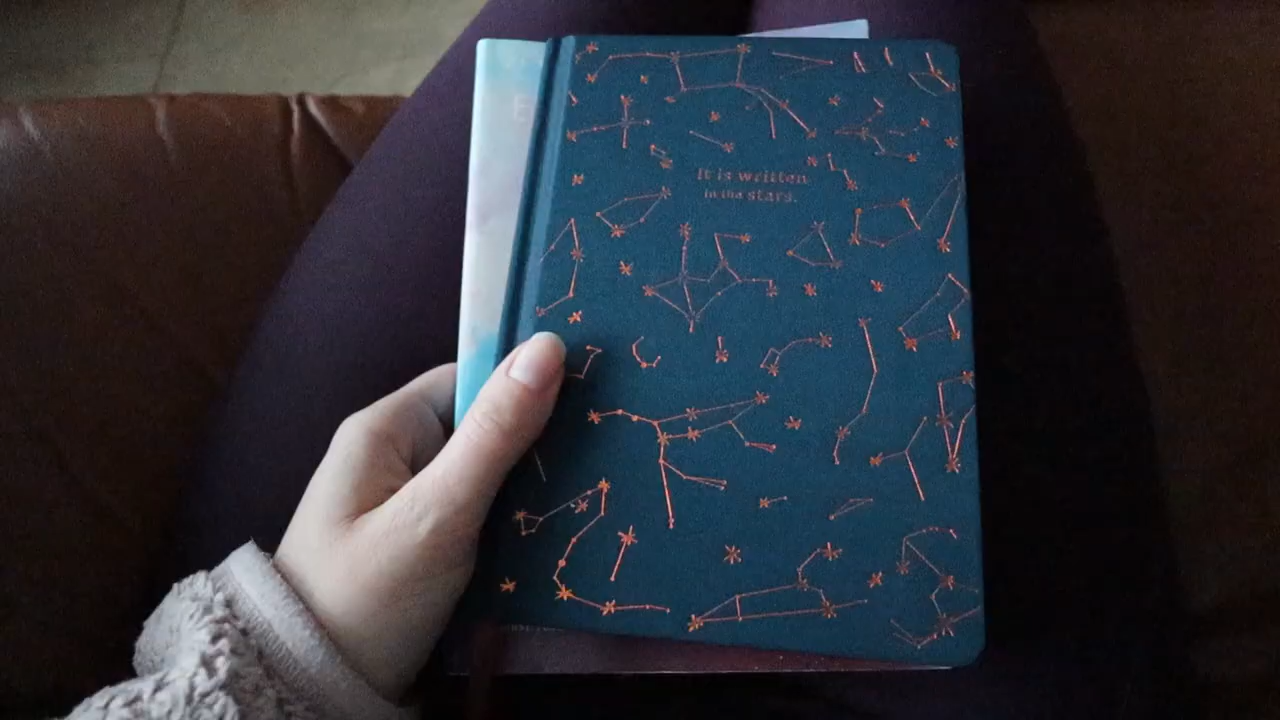 It is written
in the stars.